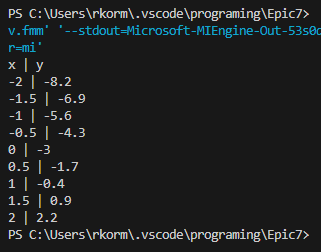 PS C:\Users\rkorm\.vscode\programing\Epic7>
v.fmm' '--stdout=Microsoft-MIEngine-Out-53s0
r=mi'
x | y
-2 | -8.2
-1.5 | -6.9
-1 | -5.6
-0.5 | -4.3
0 | -3
0.5 | -1.7
1 | -0.4
1.5 | 0.9
2 | 2.2
PS C:\Users\rkorm\.vscode\programing\Epic7>